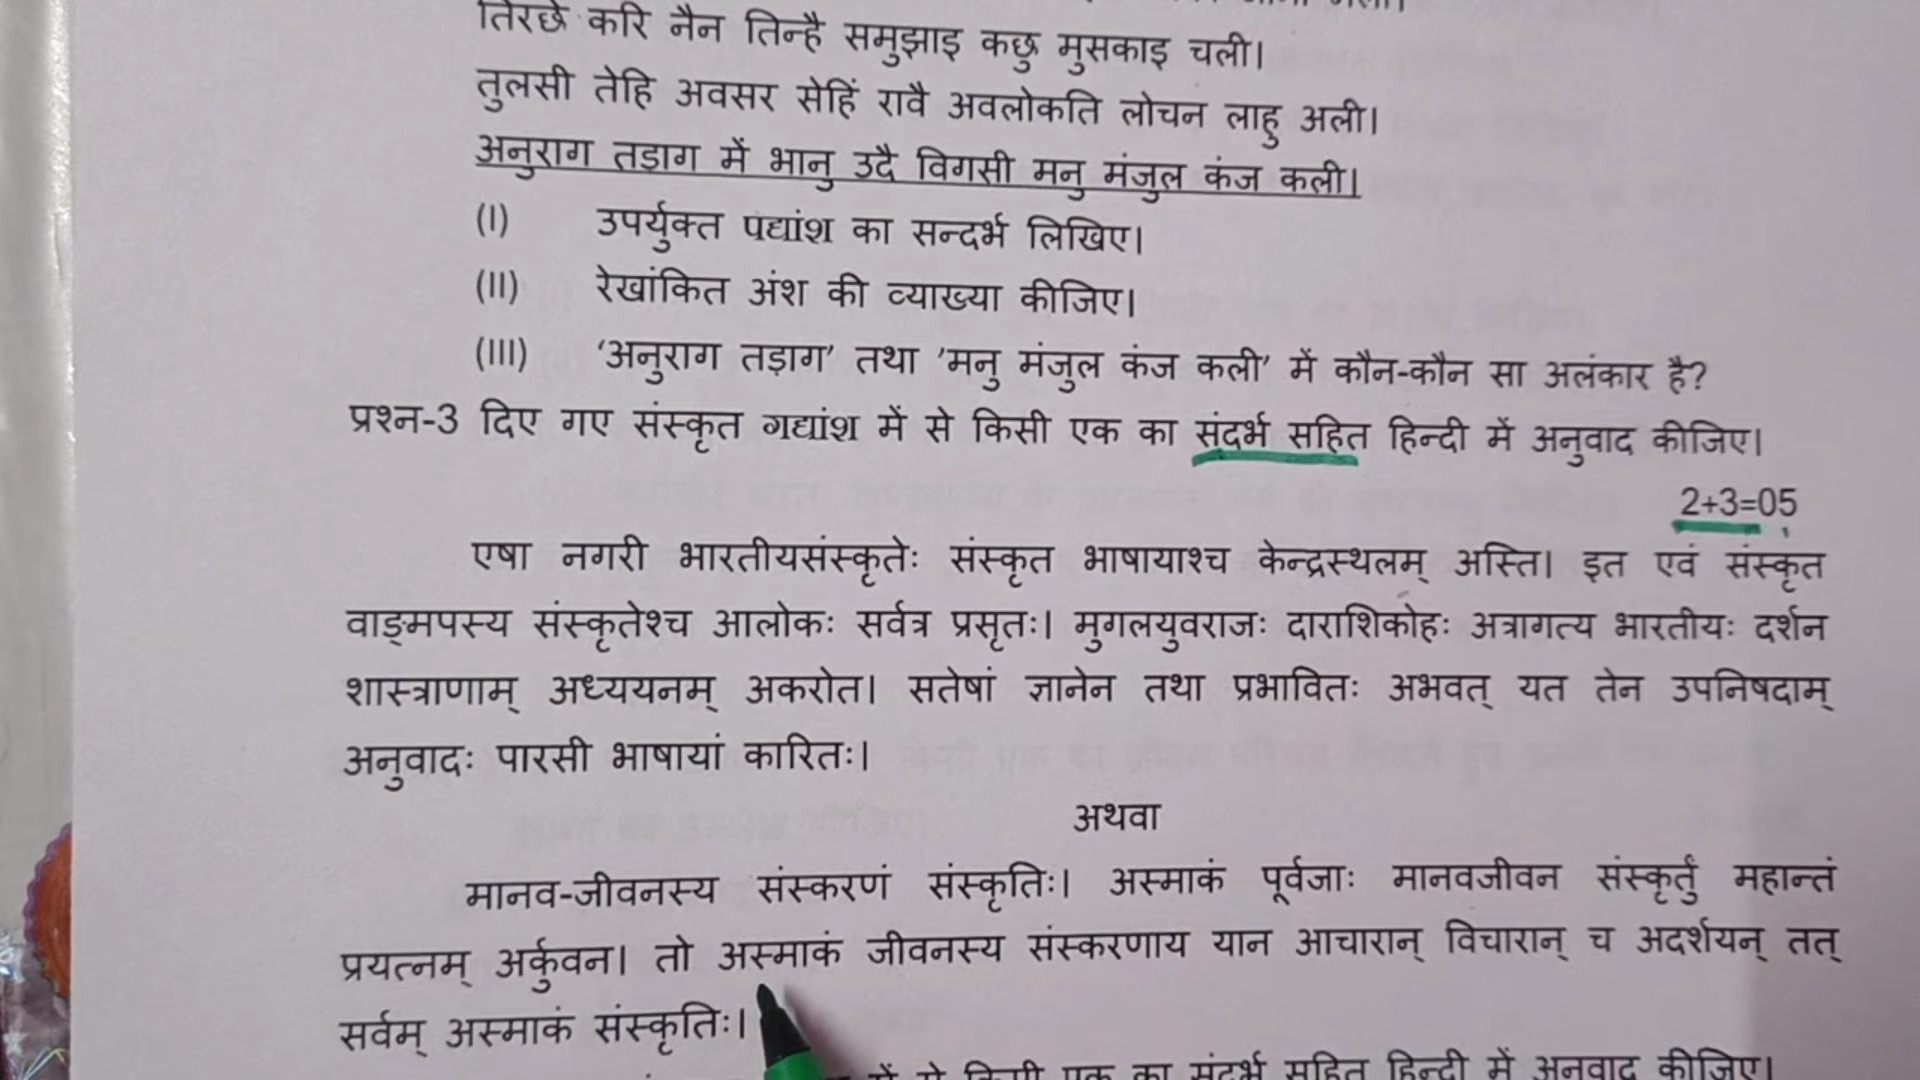 तिरछे करि नैन तिन्है समुझाइ कछु मुसकाइ चली।
तुलसी तेहि अवसर सेहिं रावै अवलोकति लोचन लाहु अली।
अनुराग तडाग में भानु उदै विगसी मनु मंजुल कंज कली।
(I) उपर्युक्त पद्यांश का सन्दर्भ लिखिए।
(II) रेखांकित अंश की व्याख्या कीजिए।
(III) ‘अनुराग तड़ाग’ तथा ’मनु मंजुल कंज कली’ में कौन-कौन सा अलंकार है?
प्रश्न-3 दिए गए संस्कृत गद्यांश में से किसी एक का संदर्भ सहित हिन्दी में अनुवाद कीजिए।
2+3=05
एषा नगरी भारतीयसंस्कृतेः संस्कृत भाषायाश्च केन्द्रस्थलम् अस्ति। इत एवं संस्कृत
वाङ्मपस्य संस्कृतेश्च आलोकः सर्वत्र प्रसृतः। मुगलयुवराजः दाराशिकोहः अत्रागत्य भारतीयः दर्शन
शास्त्राणाम् अध्ययनम् अकरोत। सतेषां ज्ञानेन तथा प्रभावितः अभवत् यत तेन उपनिषदाम्
अनुवादः पारसी भाषायां कारितः।
अथवा
मानव-जीवनस्य संस्करणं संस्कृतिः। अस्माकं पूर्वजाः मानवजीवन संस्कृर्तुं महान्तं
प्रयत्नम् अर्कुवन। तो अस्माकं जीवनस्य संस्करणाय यान आचारान् विचारान् च अदर्शयन् तत्
सर्वम् अस्माकं संस्कृतिः।
में से किसी एक का संदर्भ सहित हिन्दी में अनुवाद कीजिए।